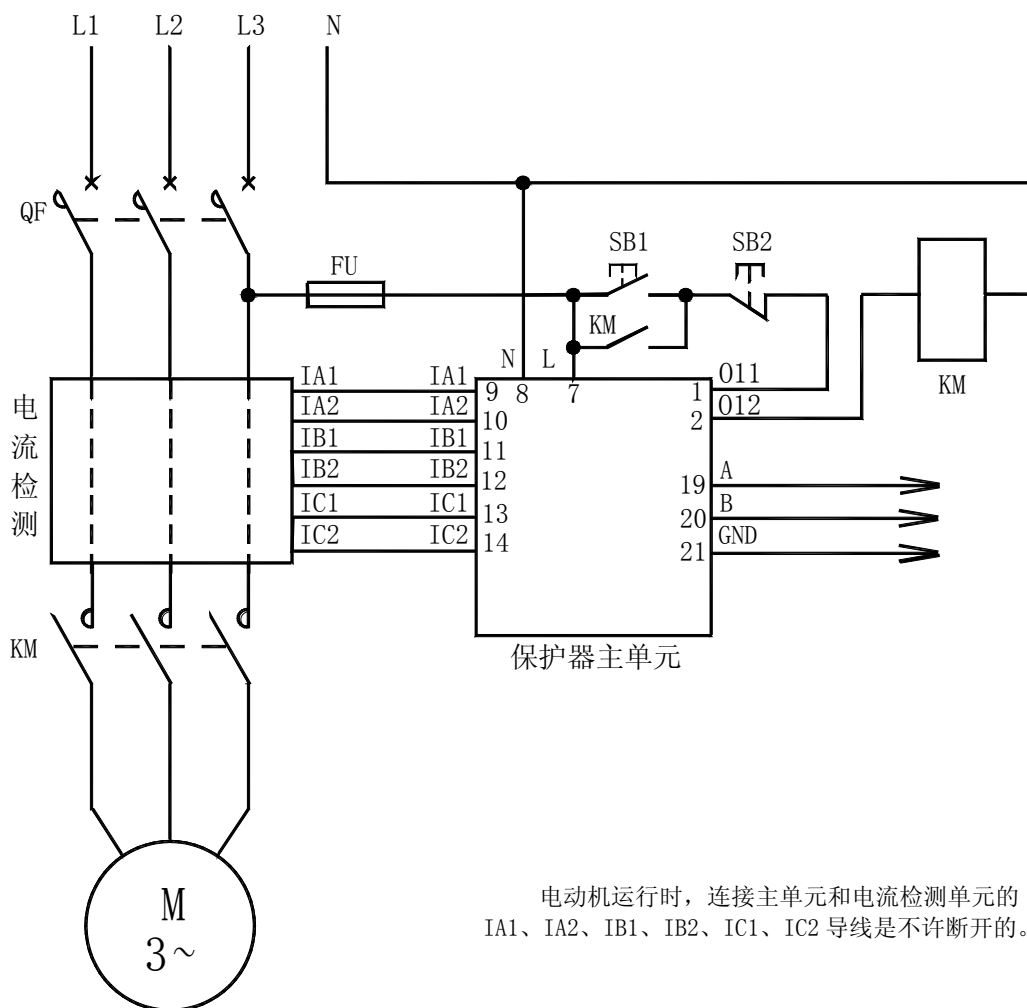 L1 L2 L3 N
QF
FU
SB1 SB2
KM
KM
N L
8 7
电流检测
IA1 IA1 9
IA2 IA2 10
IB1 IB1 11
IB2 IB2 12
IC1 IC1 13
IC2 IC2 14
1 O11
2 O12
19 A
20 B
21 GND
KM
保护器主单元
M
3~
电动机运行时，连接主单元和电流检测单元的
IA1、IA2、IB1、IB2、IC1、IC2导线是不许断开的。